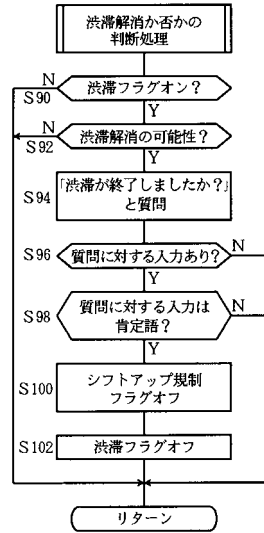 渋滞解消か否かの
判断処理
N
渋滞フラグオン？
S90
Y
N
渋滞解消の可能性？
S92
Y
S94
「渋滞が終了しましたか？」
と質問
S96
質問に対する入力あり？
N
Y
S98
質問に対する入力は
肯定語？
N
Y
S100
シフトアップ規制
フラグオフ
S102
渋滞フラグオフ
リターン